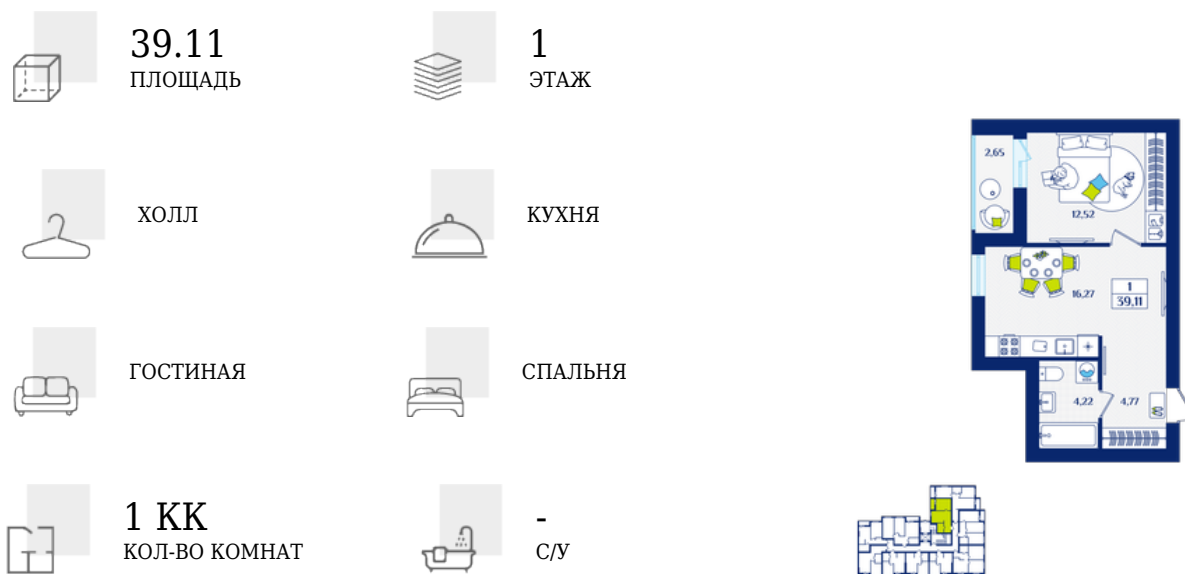 39.11
ПЛОЩАДЬ
1
ЭТАЖ
ХОЛЛ
КУХНЯ
ГОСТИНАЯ
СПАЛЬНЯ
1 КК
КОЛ-ВО КОМНАТ
-
С/У
2,65
12,52
16,27
1
39,11
4,22
4,77